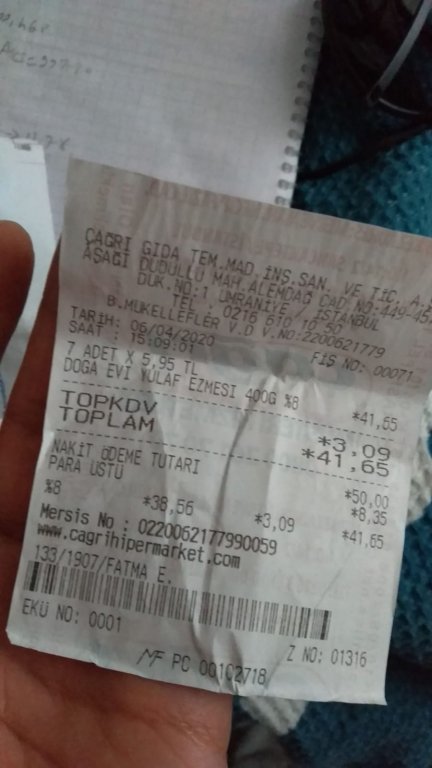 ÇAĞRI GIDA TEM.MAD.İNŞ.SAN. VE TİC. A.Ş
AŞAĞI DUDULLU MAH.ALEMDAĞ CAD.NO:449-457
DUK.NO:1 ÜMRANİYE / İSTANBUL
TEL : 0216 610 10 50
B.MÜKELLEFLER V.D V.NO:2200621779
TARİH: 06/04/2020
SAAT : 15:09:01 FİŞ NO: 00071
7 ADET X 5,95 TL
DOĞA EVİ YULAF EZMESİ 400G %8 *41,65
TOPKDV *3,09
TOPLAM *41,65
NAKİT ÖDEME TUTARI *50,00
PARA ÜSTÜ *8,35
%8 *38,56 *3,09 *41,65
Mersis No : 0220062177990059
www.cagrihipermarket.com
133/1907/FATMA E.
EKÜ NO: 0001 Z NO: 01316
MF PC 00102718